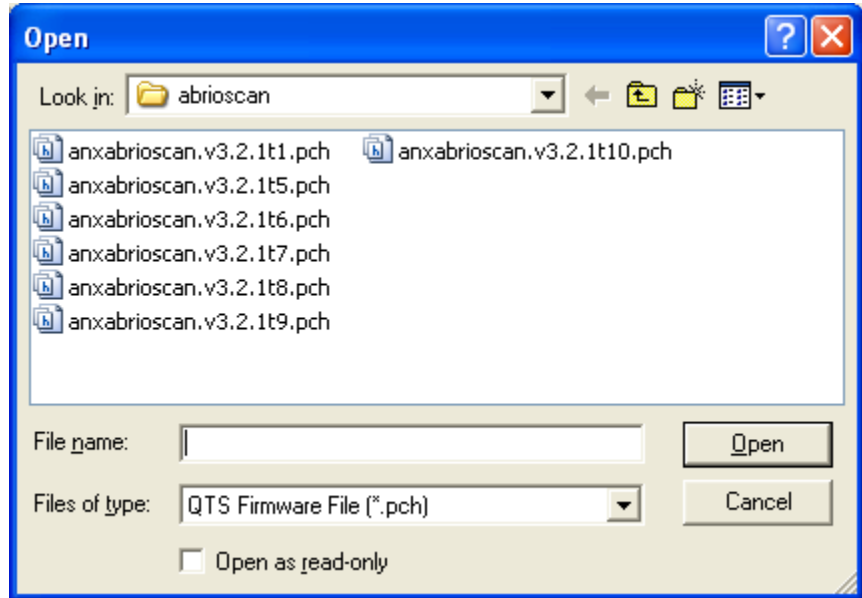 Open
Look in: abrioscan
anxabrioscan.v3.2.1t1.pch
anxabrioscan.v3.2.1t5.pch
anxabrioscan.v3.2.1t6.pch
anxabrioscan.v3.2.1t7.pch
anxabrioscan.v3.2.1t8.pch
anxabrioscan.v3.2.1t9.pch
anxabrioscan.v3.2.1t10.pch
File name: Open
Files of type: QTS Firmware File (*.pch) Cancel
Open as read-only